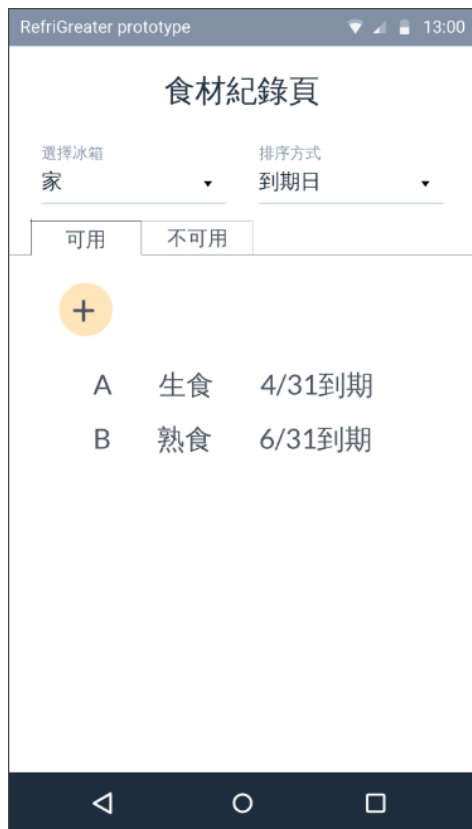 RefriGreater prototype 13:00
食材紀錄頁
選擇冰箱 排序方式
家 到期日
可用 不可用
+
A 生食 4/31到期
B 熟食 6/31到期